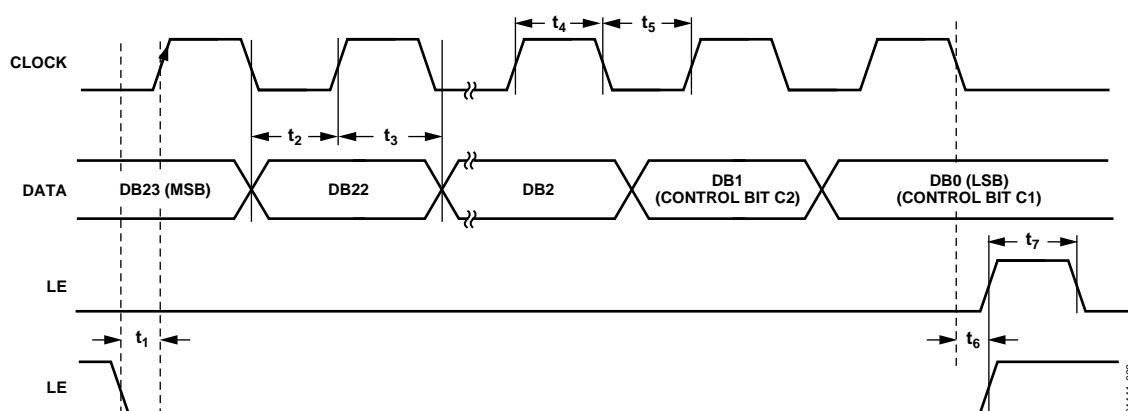 t4
t5
CLOCK
t2
t3
DATA
DB23 (MSB)
DB22
DB2
DB1
(CONTROL BIT C2)
DB0 (LSB)
(CONTROL BIT C1)
t7
LE
t1
t6
LE